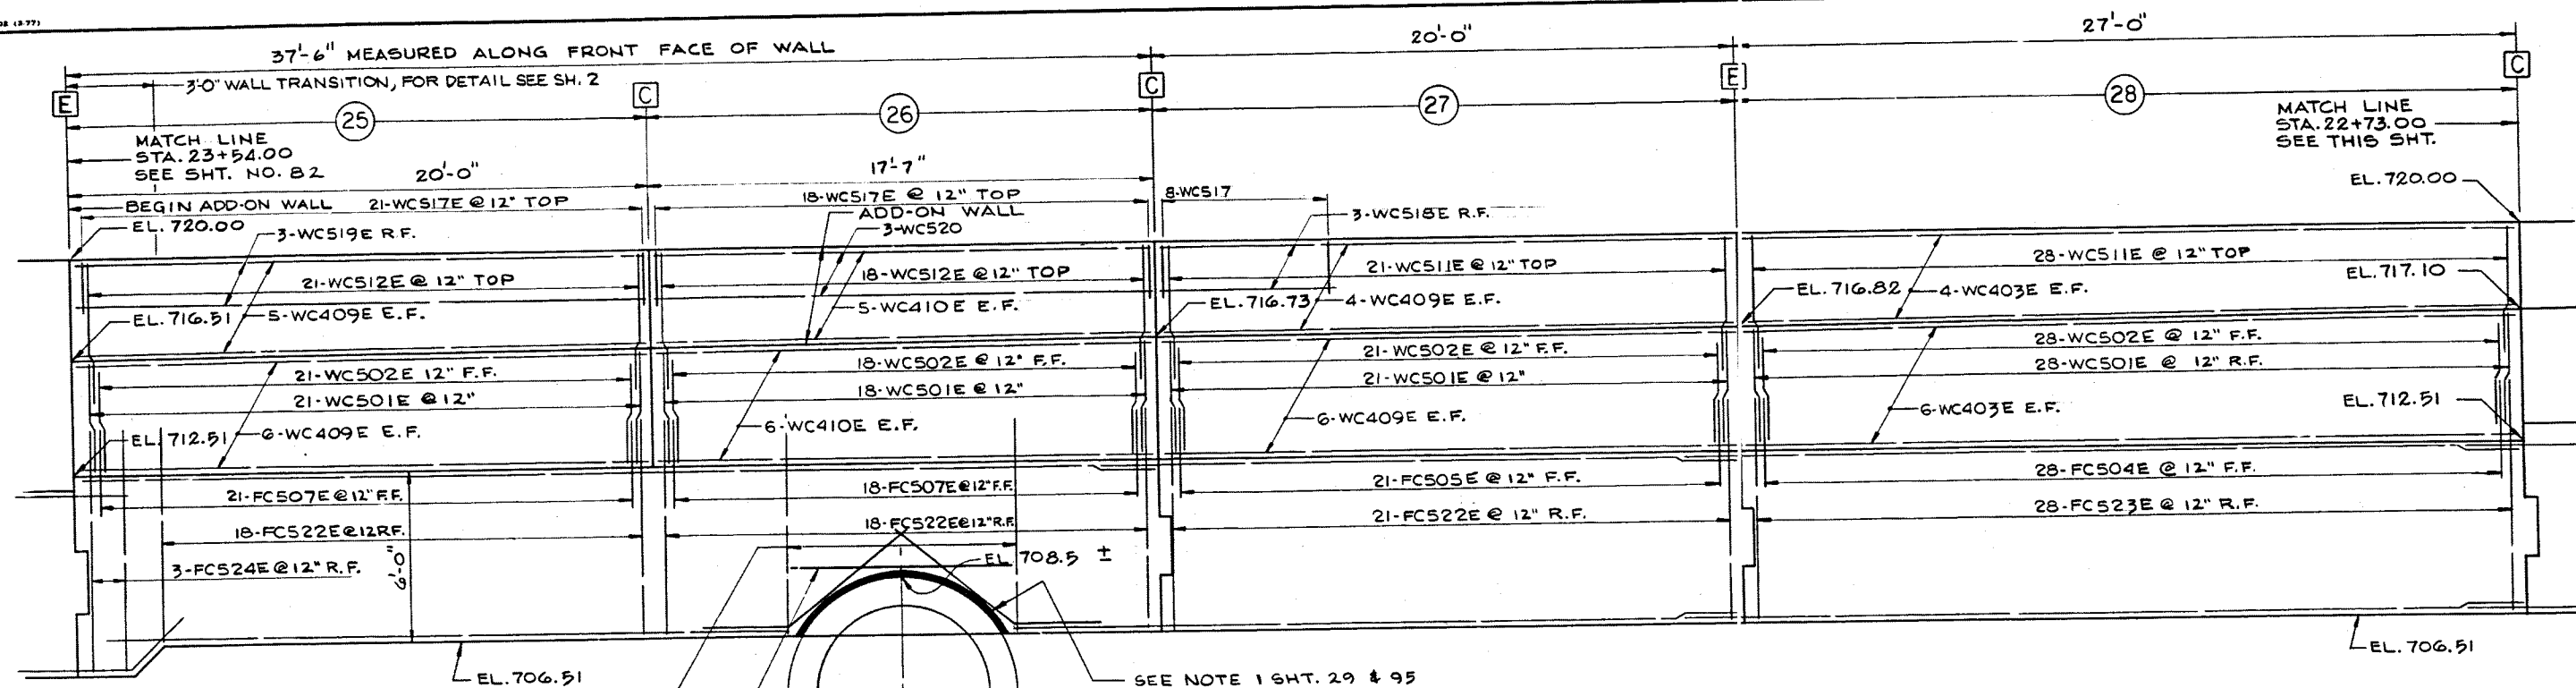 37'-6" MEASURED ALONG FRONT FACE OF WALL
20'-0"
27'-0"
3'-0" WALL TRANSITION, FOR DETAIL SEE SH. 2
E
C
C
E
C
25
26
27
28
MATCH LINE
STA. 23+54.00
SEE SHT. NO. 82
MATCH LINE
STA. 22+73.00
SEE THIS SHT.
20'-0"
17'-7"
BEGIN ADD-ON WALL
21-WC517E @ 12" TOP
18-WC517E @ 12" TOP
8-WC517
EL. 720.00
ADD-ON WALL
3-WC518E R.F.
EL. 720.00
3-WC519E R.F.
3-WC520
21-WC512E @ 12" TOP
18-WC512E @ 12" TOP
21-WC511E @ 12" TOP
28-WC511E @ 12" TOP
EL. 717.10
EL. 716.51
5-WC409E E.F.
5-WC410E E.F.
EL. 716.73
4-WC409E E.F.
EL. 716.82
4-WC403E E.F.
21-WC502E 12" F.F.
18-WC502E @ 12" F.F.
21-WC502E @ 12" F.F.
28-WC502E @ 12" F.F.
21-WC501E @ 12"
18-WC501E @ 12"
21-WC501E @ 12"
28-WC501E @ 12" R.F.
EL. 712.51
6-WC409E E.F.
6-WC410E E.F.
6-WC409E E.F.
6-WC403E E.F.
EL. 712.51
21-FC507E @ 12" F.F.
18-FC507E @ 12" F.F.
21-FC505E @ 12" F.F.
28-FC504E @ 12" F.F.
18-FC522E @ 12 R.F.
18-FC522E @ 12" R.F.
21-FC522E @ 12" R.F.
28-FC523E @ 12" R.F.
3-FC524E @ 12" R.F.
6'-0"
EL. 708.5 ±
EL. 706.51
SEE NOTE 1 SHT. 29 & 95
EL. 706.51